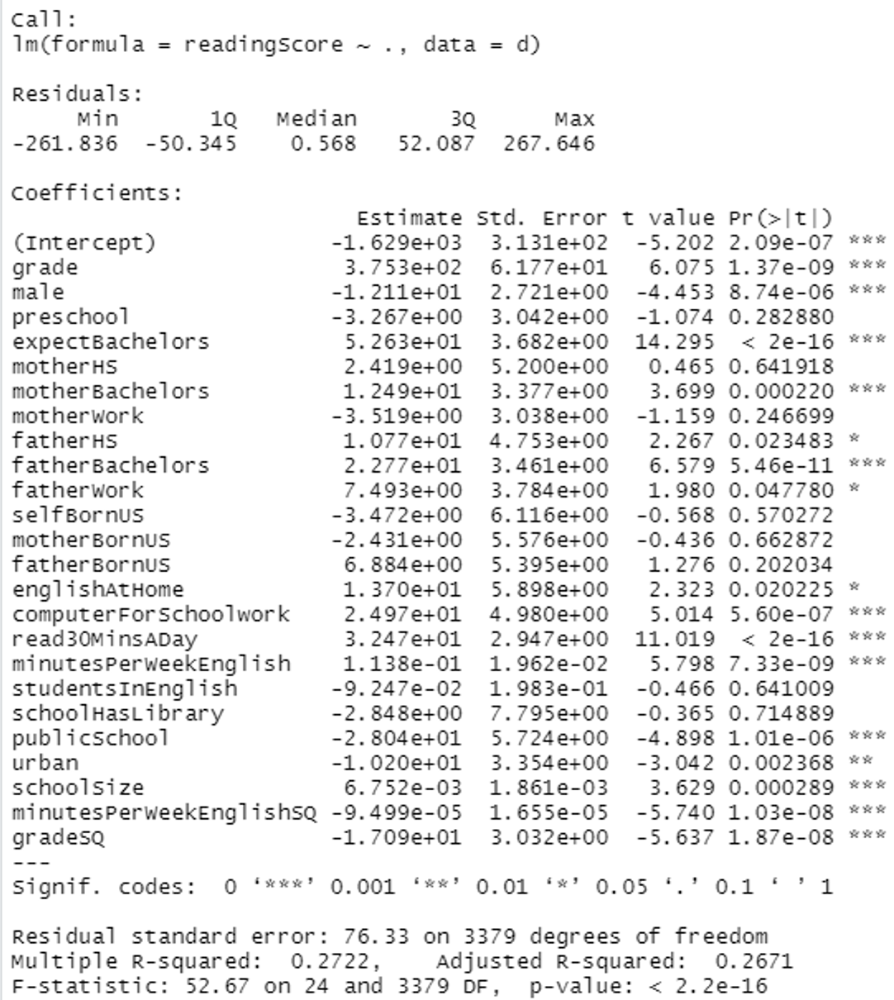 Call:
lm(formula = readingScore ~ ., data = d)
Residuals:
Min 1Q Median 3Q Max
-261.836 -50.345 0.568 52.087 267.646
Coefficients:
Estimate Std. Error t value Pr(>|t|)
(Intercept) -1.629e+03 3.131e+02 -5.202 2.09e-07 ***
grade 3.753e+02 6.177e+01 6.075 1.37e-09 ***
male -1.211e+01 2.721e+00 -4.453 8.74e-06 ***
preschool -3.267e+00 3.042e+00 -1.074 0.282880
expectBachelors 5.263e+01 3.682e+00 14.295 < 2e-16 ***
motherHS 2.419e+00 5.200e+00 0.465 0.641918
motherBachelors 1.249e+01 3.377e+00 3.699 0.000220 ***
motherWork -3.519e+00 3.038e+00 -1.159 0.246699
fatherHS 1.077e+01 4.753e+00 2.267 0.023483 *
fatherBachelors 2.277e+01 3.461e+00 6.579 5.46e-11 ***
fatherWork 7.493e+00 3.784e+00 1.980 0.047780 *
selfBornUS -3.472e+00 6.116e+00 -0.568 0.570272
motherBornUS -2.431e+00 5.576e+00 -0.436 0.662872
fatherBornUS 6.884e+00 5.395e+00 1.276 0.202034
englishAtHome 1.370e+01 5.898e+00 2.323 0.020225 *
computerForSchoolwork 2.497e+01 4.980e+00 5.014 5.60e-07 ***
read30MinsADay 3.247e+01 2.947e+00 11.019 < 2e-16 ***
minutesPerWeekEnglish 1.138e-01 1.962e-02 5.798 7.33e-09 ***
studentsInEnglish -9.247e-02 1.983e-01 -0.466 0.641009
schoolHasLibrary -2.848e+00 7.795e+00 -0.365 0.714889
publicSchool -2.804e+01 5.724e+00 -4.898 1.01e-06 ***
urban -1.020e+01 3.354e+00 -3.042 0.002368 **
schoolSize 6.752e-03 1.861e-03 3.629 0.000289 ***
minutesPerWeekEnglishSQ -9.499e-05 1.655e-05 -5.740 1.03e-08 ***
gradeSQ -1.709e+01 3.032e+00 -5.637 1.87e-08 ***
---
Signif. codes: 0 ‘***’ 0.001 ‘**’ 0.01 ‘*’ 0.05 ‘.’ 0.1 ‘ ’ 1
Residual standard error: 76.33 on 3379 degrees of freedom
Multiple R-squared: 0.2722, Adjusted R-squared: 0.2671
F-statistic: 52.67 on 24 and 3379 DF, p-value: < 2.2e-16